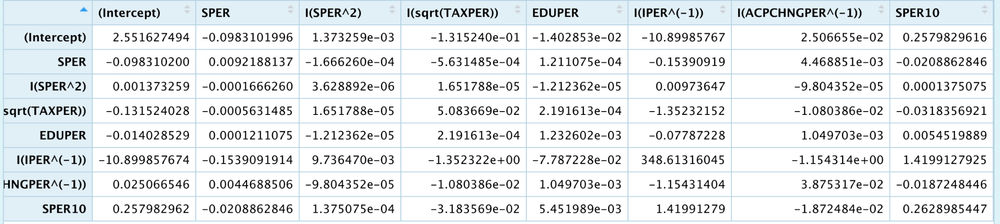 (Intercept) SPER I(SPER^2) I(sqrt(TAXPER)) EDUPER I(IPER^(-1)) I(ACPCHNGPER^(-1)) SPER10
(Intercept) 2.551627494 -0.0983101996 1.373259e-03 -1.315240e-01 -1.402853e-02 -10.89985767 2.506655e-02 0.2579829616
SPER -0.098310200 0.0092188137 -1.666260e-04 -5.631485e-04 1.211075e-04 -0.15390919 4.468851e-03 -0.0208862846
I(SPER^2) 0.001373259 -0.0001666260 3.628892e-06 1.651788e-05 -1.212362e-05 0.00973647 -9.804352e-05 0.0001375075
sqrt(TAXPER)) -0.131524028 -0.0005631485 1.651788e-05 5.083669e-02 2.191613e-04 -1.35232152 -1.080386e-02 -0.0318356921
EDUPER -0.014028529 0.0001211075 -1.212362e-05 2.191613e-04 1.232602e-03 -0.07787228 1.049703e-03 0.0054519889
I(IPER^(-1)) -10.899857674 -0.1539091914 9.736470e-03 -1.352322e+00 -7.787228e-02 348.61316045 -1.154314e+00 1.4199127925
HNGPER^(-1)) 0.025066546 0.0044688506 -9.804352e-05 -1.080386e-02 1.049703e-03 -1.15431404 3.875317e-02 -0.0187248446
SPER10 0.257982962 -0.0208862846 1.375075e-04 -3.183569e-02 5.451989e-03 1.41991279 -1.872484e-02 0.2628985447